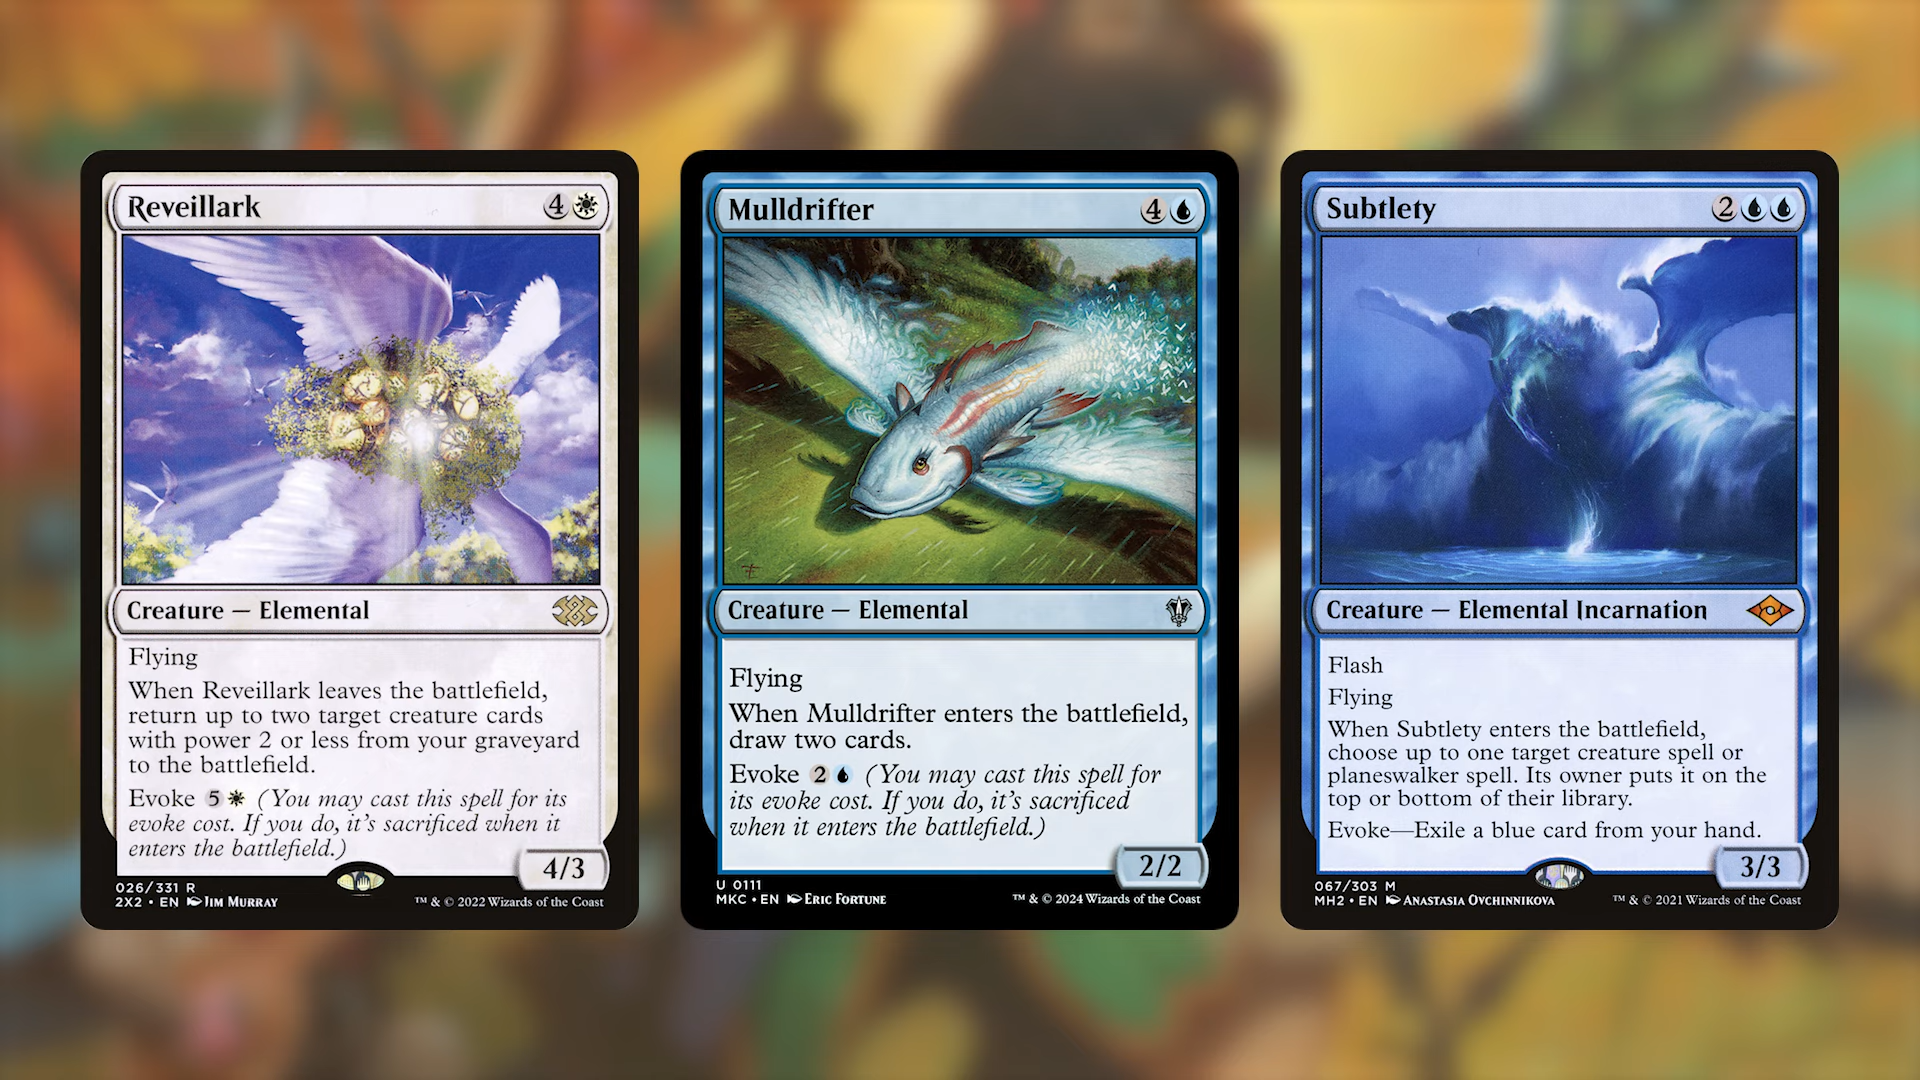 Reveillark 4
Creature — Elemental
Flying
When Reveillark leaves the battlefield,
return up to two target creature cards
with power 2 or less from your graveyard
to the battlefield.
Evoke 5 (You may cast this spell for its
evoke cost. If you do, it's sacrificed when it
enters the battlefield.)
4/3
026/331 R
2X2 • EN Jim Murray
™ & © 2022 Wizards of the Coast
Mulldrifter 4
Creature — Elemental
Flying
When Mulldrifter enters the battlefield,
draw two cards.
Evoke 2 (You may cast this spell for
its evoke cost. If you do, it's sacrificed
when it enters the battlefield.)
2/2
U 0111
MKC • EN Eric Fortune
™ & © 2024 Wizards of the Coast
Subtlety 2
Creature — Elemental Incarnation
Flash
Flying
When Subtlety enters the battlefield,
choose up to one target creature spell or
planeswalker spell. Its owner puts it on the
top or bottom of their library.
Evoke—Exile a blue card from your hand.
3/3
067/303 M
MH2 • EN Anastasia Ovchinnikova
™ & © 2021 Wizards of the Coast